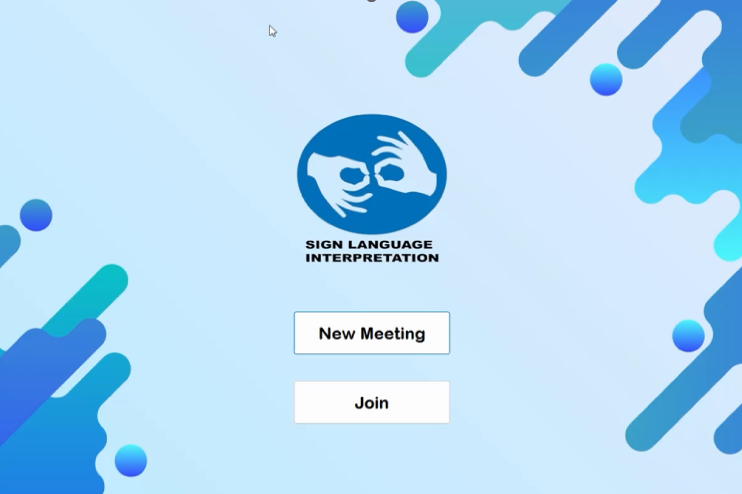 SIGN LANGUAGE
INTERPRETATION
New Meeting
Join